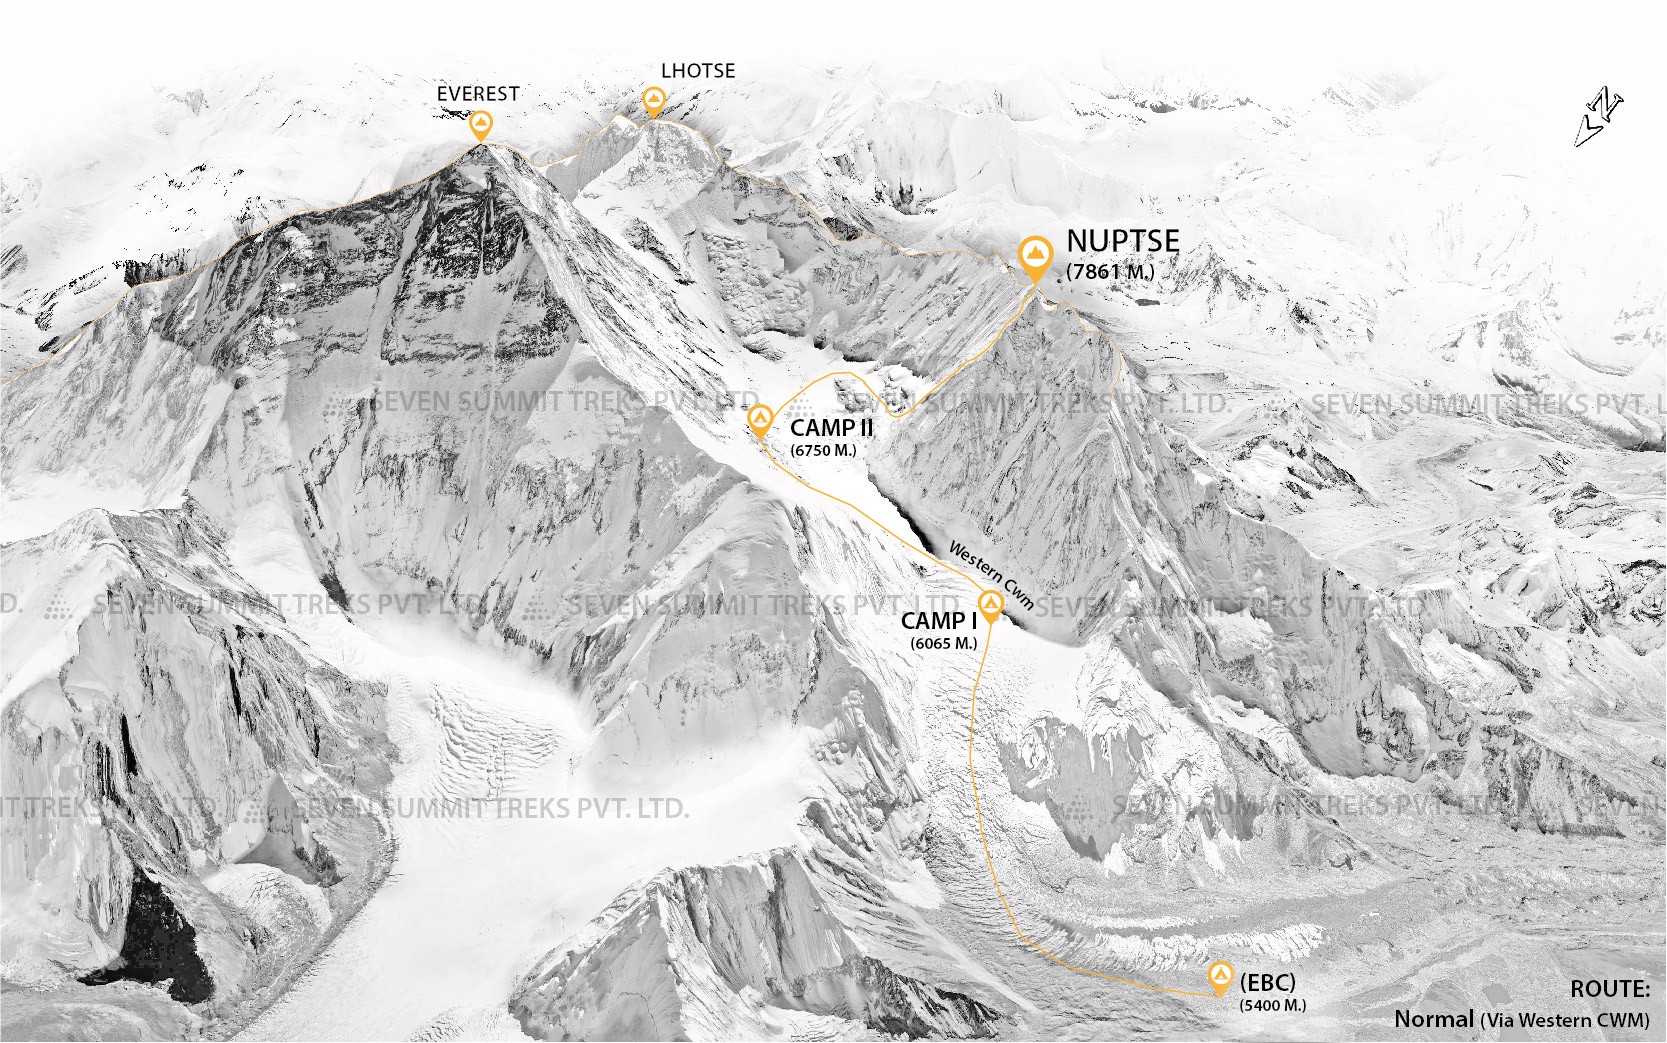 LHOTSE
EVEREST
N
NUPTSE
(7861 M.)
SEVEN SUMMIT TREKS PVT. LTD.
SEVEN SUMMIT TREKS PVT. LTD.
SEVEN SUMMIT TREKS PVT. L
CAMP II
(6750 M.)
Western Cwm
D.
SEVEN SUMMIT TREKS PVT. LTD.
SEVEN SUMMIT TREKS PVT. LTD.
SEVEN SUMMIT TREKS PVT. LTD.
CAMP I
(6065 M.)
IT TREKS PVT. LTD.
SEVEN SUMMIT TREKS PVT. LTD.
SEVEN SUMMIT TREKS PVT. LTD.
SEVEN
(EBC)
(5400 M.)
ROUTE:
Normal (Via Western CWM)